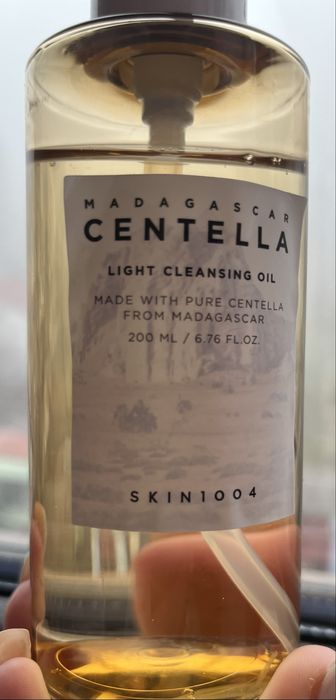 MADAGASCAR
CENTELLA
LIGHT CLEANSING OIL
MADE WITH PURE CENTELLA
FROM MADAGASCAR
200 ML / 6.76 FL.OZ.
SKIN1004